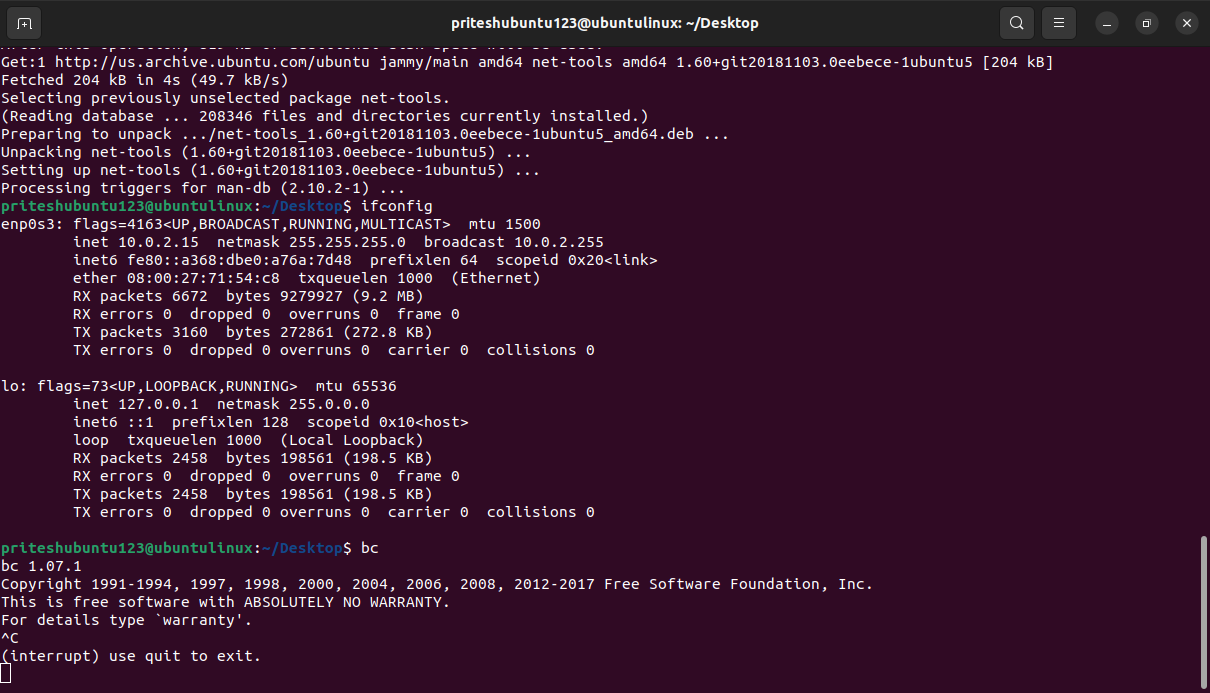 priteshubuntu123@ubuntulinux: ~/Desktop
Get:1 http://us.archive.ubuntu.com/ubuntu jammy/main amd64 net-tools amd64 1.60+git20181103.0eebece-1ubuntu5 [204 kB]
Fetched 204 kB in 4s (49.7 kB/s)
Selecting previously unselected package net-tools.
(Reading database ... 208346 files and directories currently installed.)
Preparing to unpack .../net-tools_1.60+git20181103.0eebece-1ubuntu5_amd64.deb ...
Unpacking net-tools (1.60+git20181103.0eebece-1ubuntu5) ...
Setting up net-tools (1.60+git20181103.0eebece-1ubuntu5) ...
Processing triggers for man-db (2.10.2-1) ...
priteshubuntu123@ubuntulinux:~/Desktop$ ifconfig
enp0s3: flags=4163<UP,BROADCAST,RUNNING,MULTICAST>  mtu 1500
        inet 10.0.2.15  netmask 255.255.255.0  broadcast 10.0.2.255
        inet6 fe80::a368:dbe0:a76a:7d48  prefixlen 64  scopeid 0x20<link>
        ether 08:00:27:71:54:c8  txqueuelen 1000  (Ethernet)
        RX packets 6672  bytes 9279927 (9.2 MB)
        RX errors 0  dropped 0  overruns 0  frame 0
        TX packets 3160  bytes 272861 (272.8 KB)
        TX errors 0  dropped 0 overruns 0  carrier 0  collisions 0
lo: flags=73<UP,LOOPBACK,RUNNING>  mtu 65536
        inet 127.0.0.1  netmask 255.0.0.0
        inet6 ::1  prefixlen 128  scopeid 0x10<host>
        loop  txqueuelen 1000  (Local Loopback)
        RX packets 2458  bytes 198561 (198.5 KB)
        RX errors 0  dropped 0  overruns 0  frame 0
        TX packets 2458  bytes 198561 (198.5 KB)
        TX errors 0  dropped 0 overruns 0  carrier 0  collisions 0
priteshubuntu123@ubuntulinux:~/Desktop$ bc
bc 1.07.1
Copyright 1991-1994, 1997, 1998, 2000, 2004, 2006, 2008, 2012-2017 Free Software Foundation, Inc.
This is free software with ABSOLUTELY NO WARRANTY.
For details type `warranty'.
^C
(interrupt) use quit to exit.